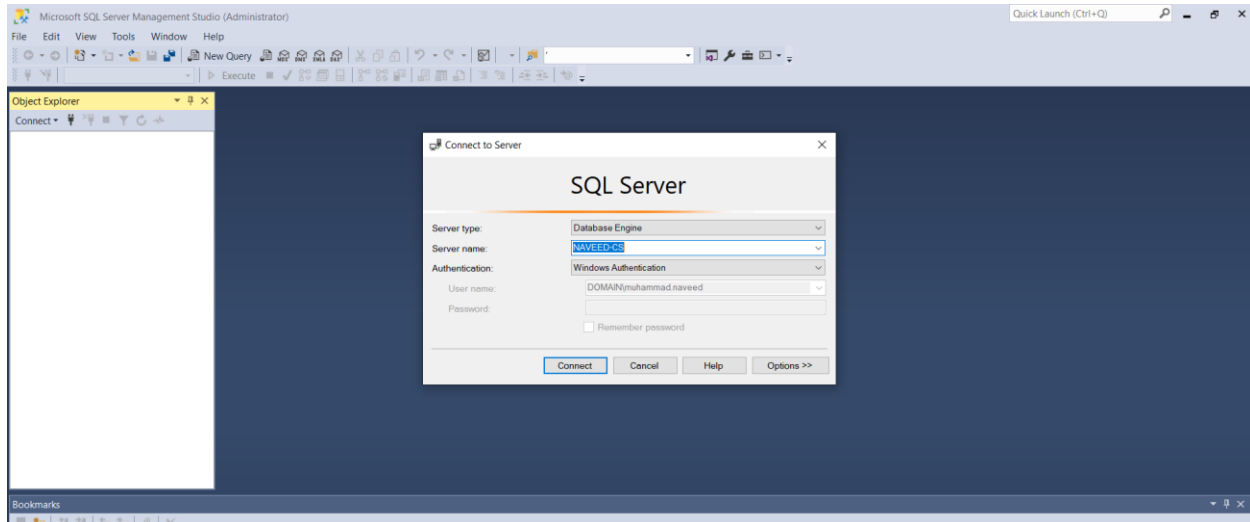 Microsoft SQL Server Management Studio (Administrator)
Quick Launch (Ctrl+Q)
File Edit View Tools Window Help
New Query
Execute
Object Explorer
Connect
Connect to Server
SQL Server
Server type: Database Engine
Server name: NAVEED-CS
Authentication: Windows Authentication
User name: DOMAIN\muhammad.naveed
Password:
Remember password
Connect Cancel Help Options >>
Bookmarks